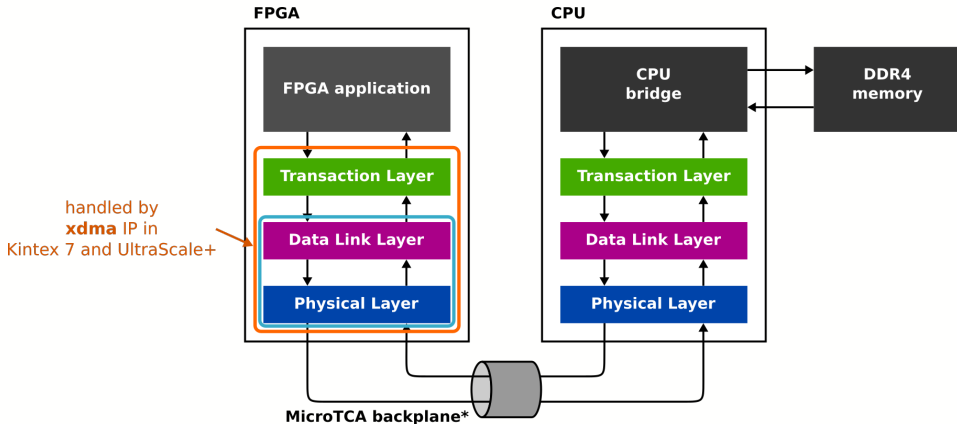 FPGA
CPU
FPGA application
CPU
bridge
DDR4
memory
Transaction Layer
Transaction Layer
handled by
xdma IP in
Kintex 7 and UltraScale+
Data Link Layer
Data Link Layer
Physical Layer
Physical Layer
MicroTCA backplane*